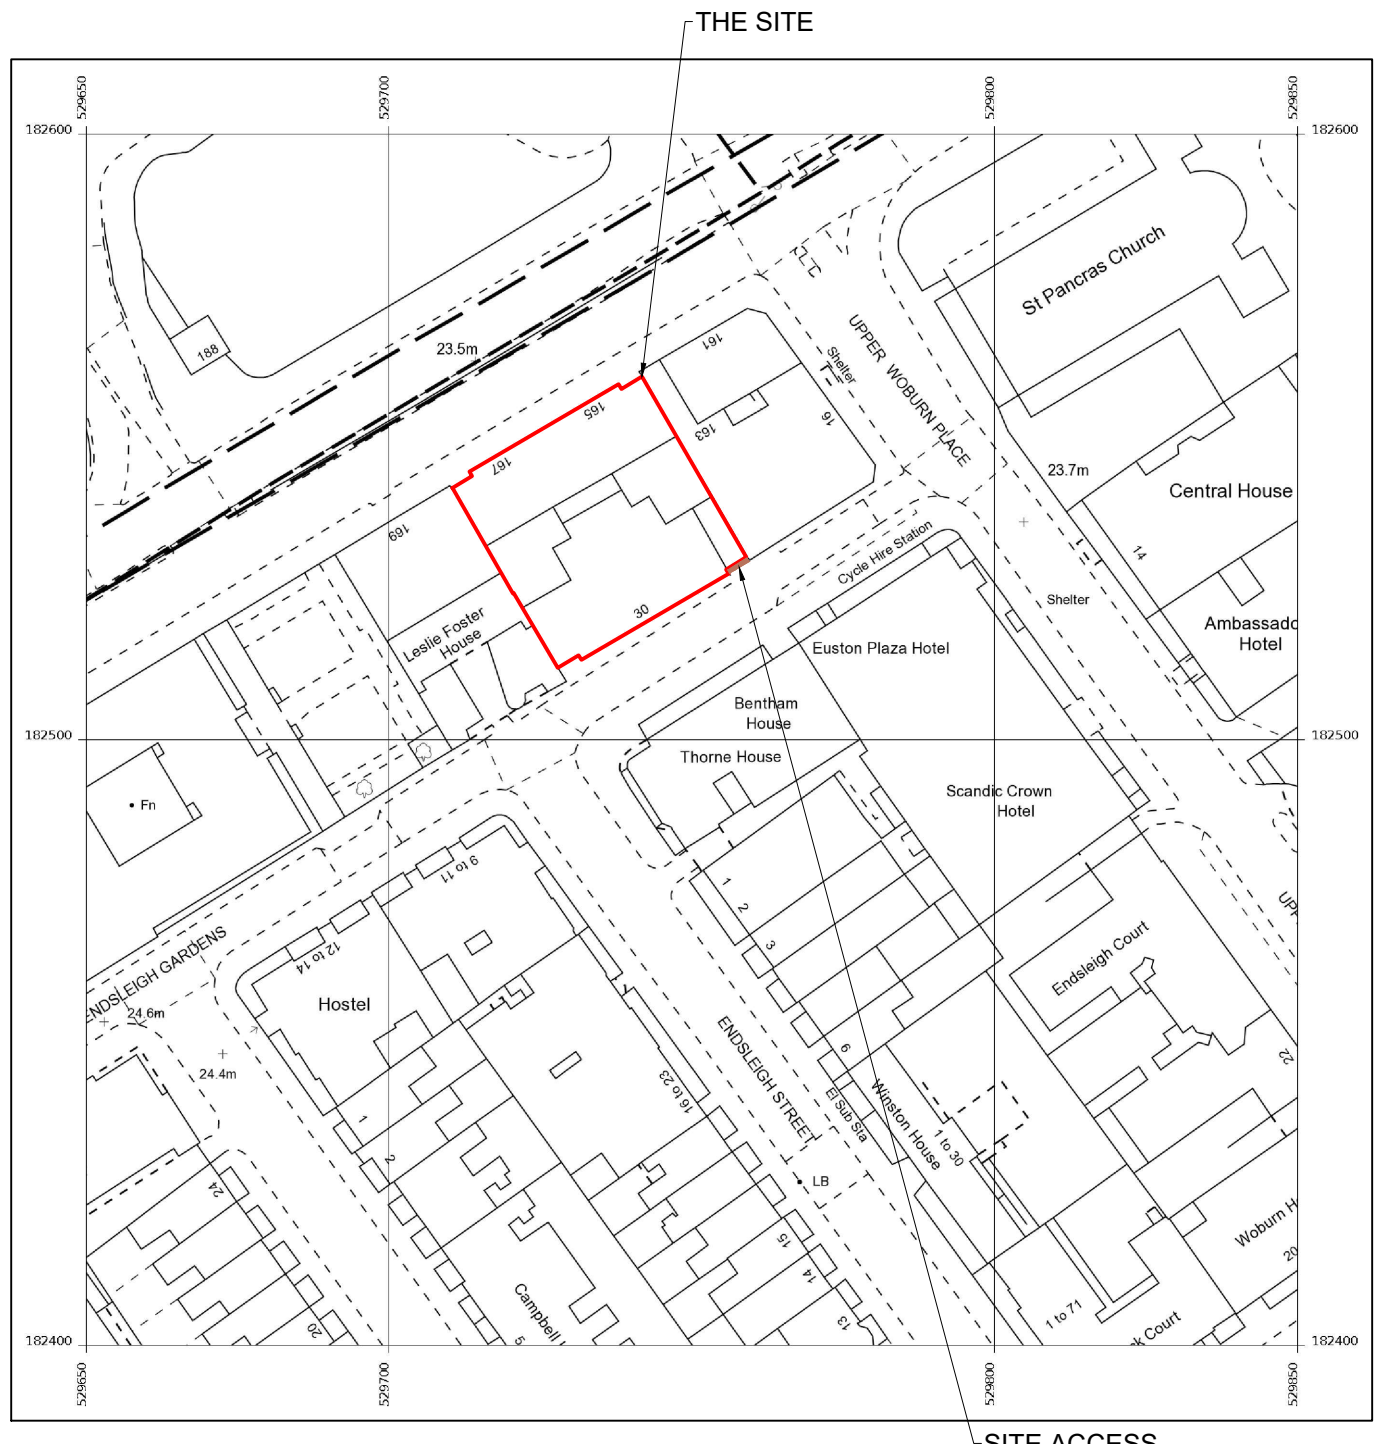 THE SITE
529650
529700
529800
529850
182600
182600
St Pancras Church
188
23.5m
161
UPPER WOBURN PLACE
Shelter
165
163
16
167
23.7m
Central House
169
Cycle Hire Station
14
Shelter
30
Leslie Foster
House
Ambassado
Hotel
Euston Plaza Hotel
Bentham
House
182500
182500
Thorne House
Fn
Scandic Crown
Hotel
9 to 11
1
2
UPP
12 to 14
3
ENDSLEIGH GARDENS
Endsleigh Court
Hostel
24.6m
24.4m
ENDSLEIGH STREET
6
22
16 to 23
El Sub Sta
Winston House
1 to 30
1
2
24
LB
15
Woburn H
20
14
Campbell
1 to 71
13
20
5
k Court
182400
182400
529650
529700
529800
529850
SITE ACCESS